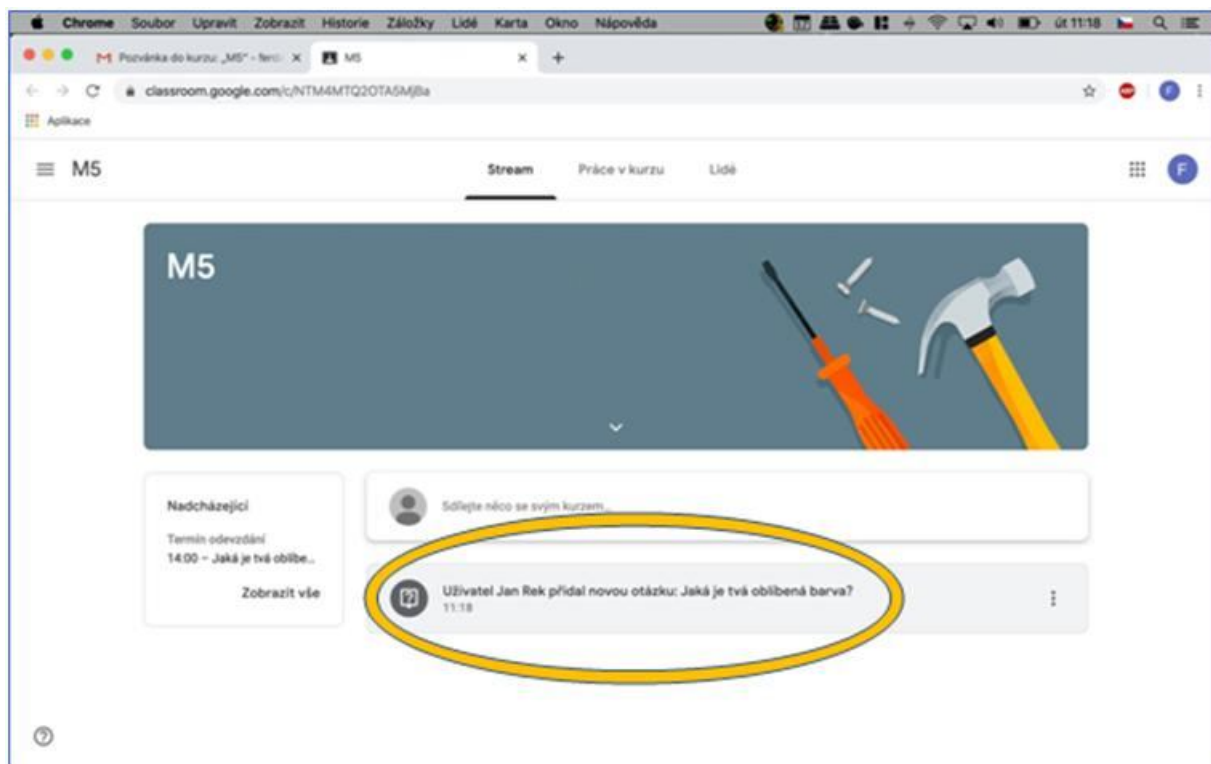 Chrome Soubor Upravit Zobrazit Historie Záložky Lidé Karta Okno Nápověda út 11:18
Pozvánka do kurzu: „M5“ - ferd M5
classroom.google.com/c/NTM4MTQ2OTA5MjBa
Aplikace
M5 Stream Práce v kurzu Lidé F
M5
Nadcházející
Termín odevzdání
14:00 – Jaká je tvá oblíbe...
Zobrazit vše
Sdílejte něco se svým kurzem...
Uživatel Jan Rek přidal novou otázku: Jaká je tvá oblíbená barva?
11:18